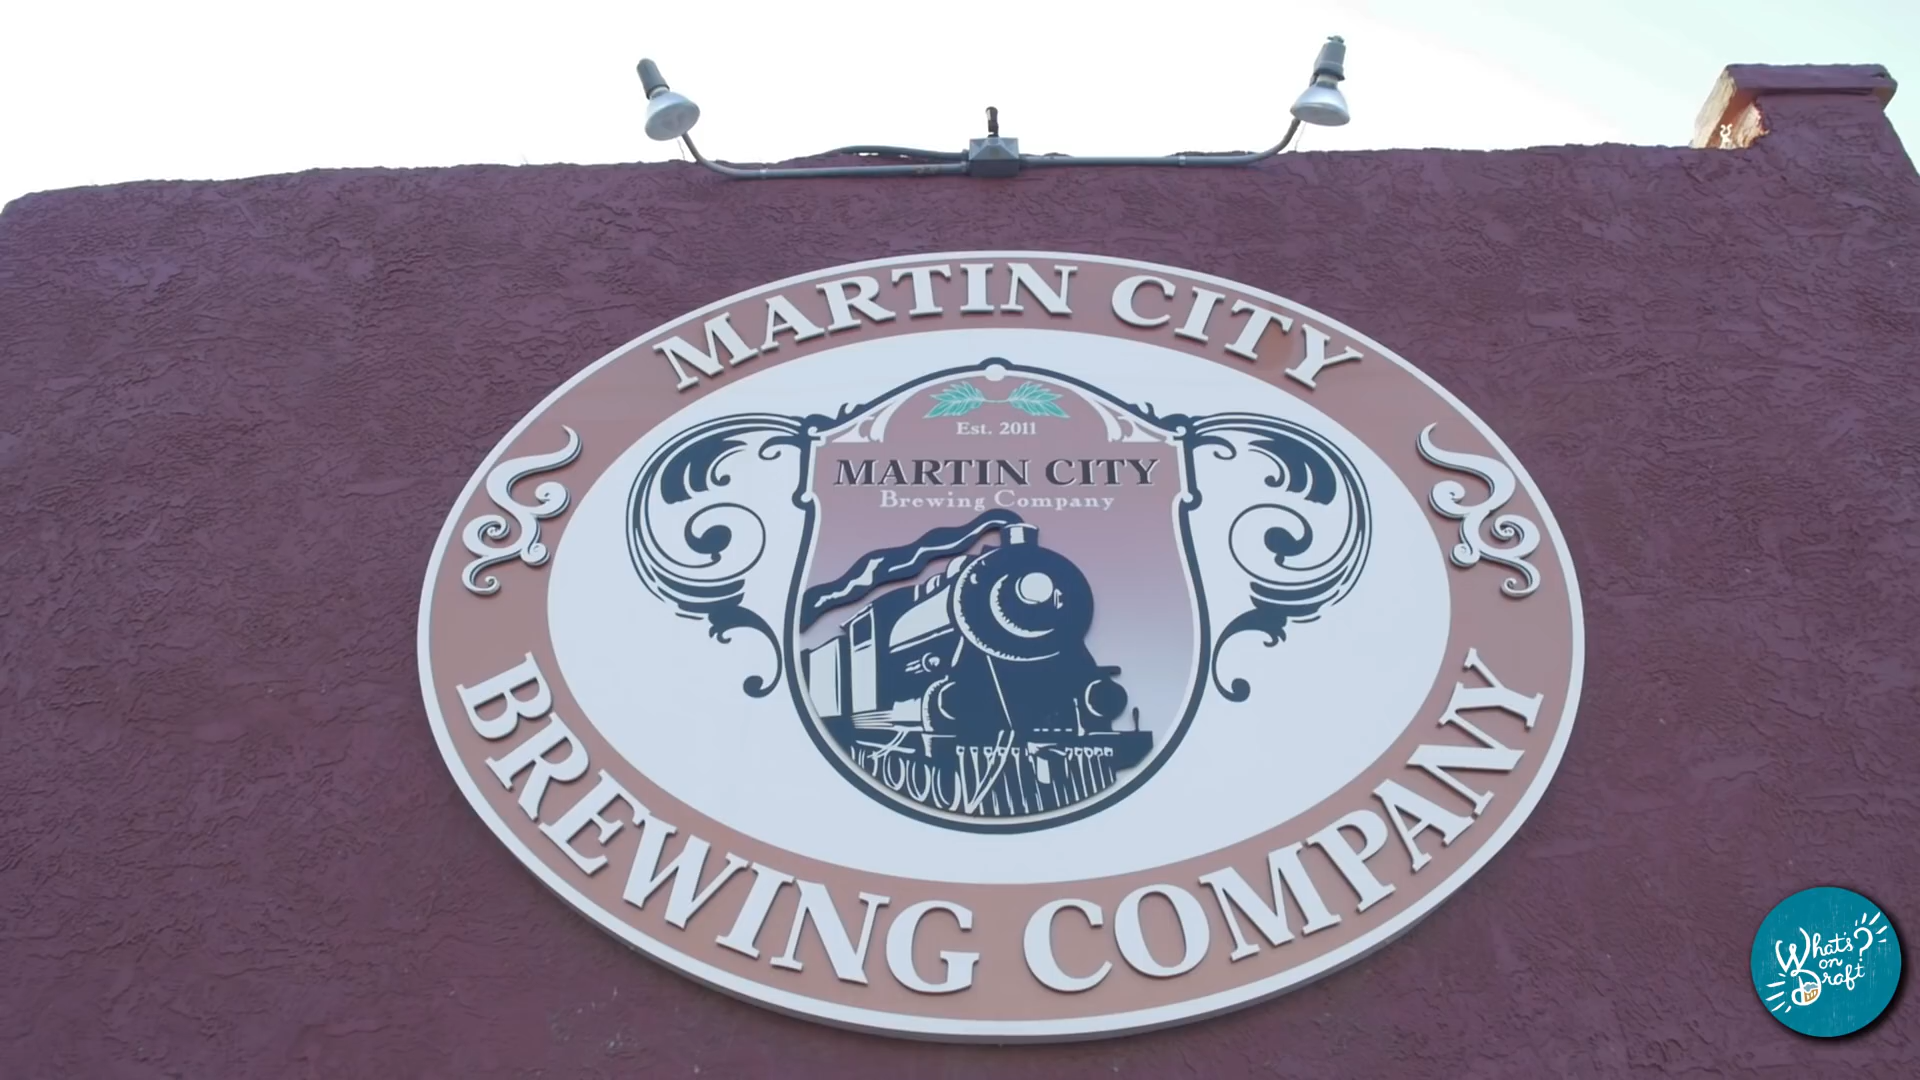 MARTIN CITY
Est. 2011
MARTIN CITY
Brewing Company
BREWING COMPANY
What's
on
Draft?